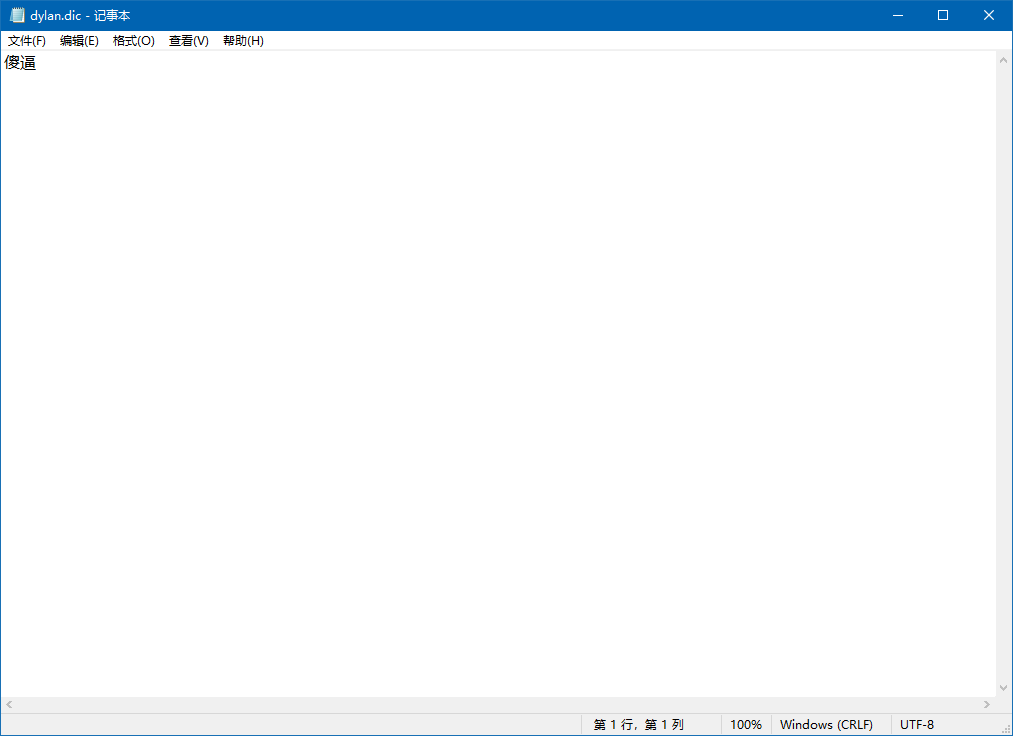 dylan.dic - 记事本
文件(F) 编辑(E) 格式(O) 查看(V) 帮助(H)
傻逼
第 1 行，第 1 列 100% Windows (CRLF) UTF-8